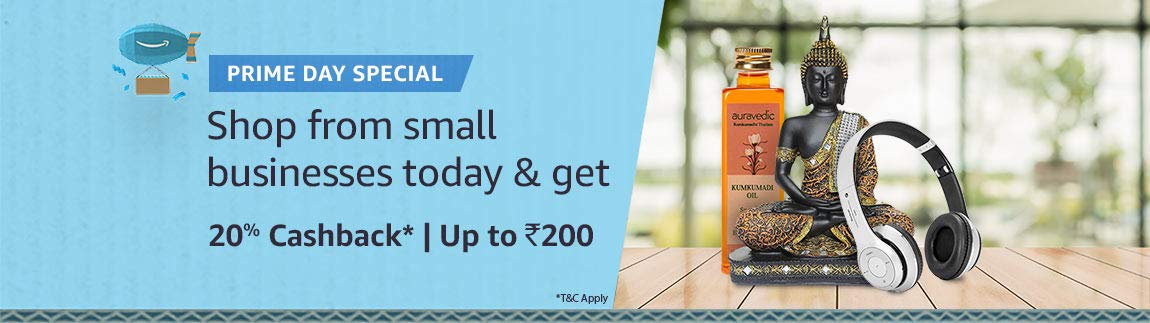 PRIME DAY SPECIAL
Shop from small
businesses today & get
20% Cashback* | Up to ₹200
*T&C Apply
auravedic
Kumkumadhi Thailam
KUMKUMADI
OIL